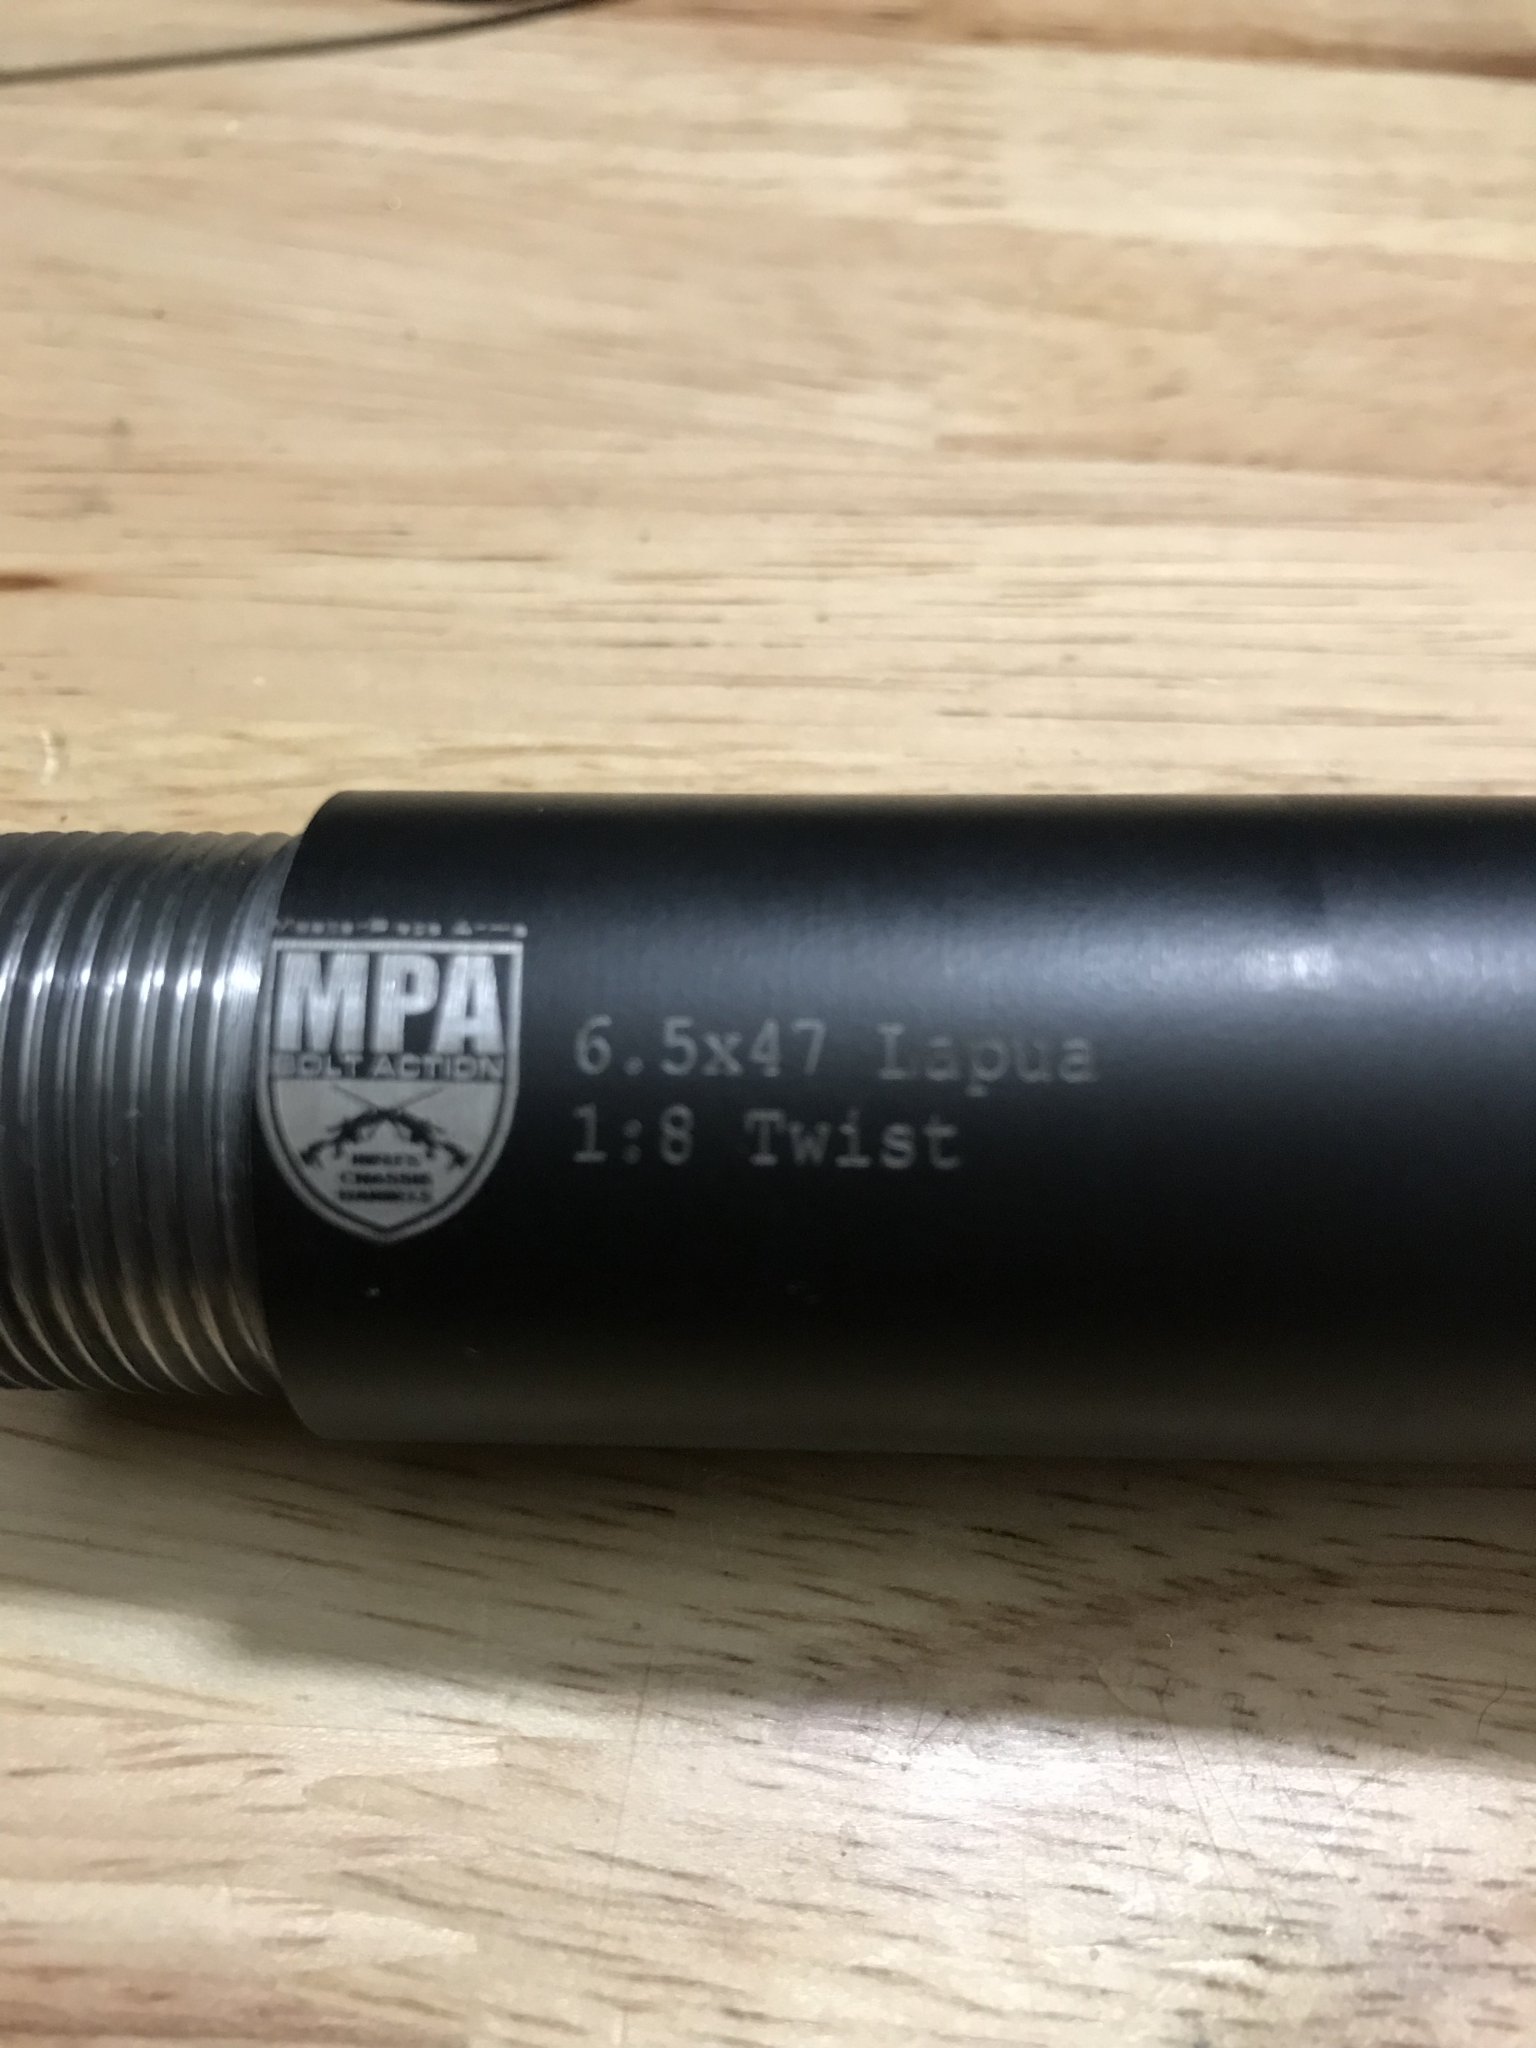 MPA
BOLT ACTION
6.5x47 Lapua
1:8 Twist